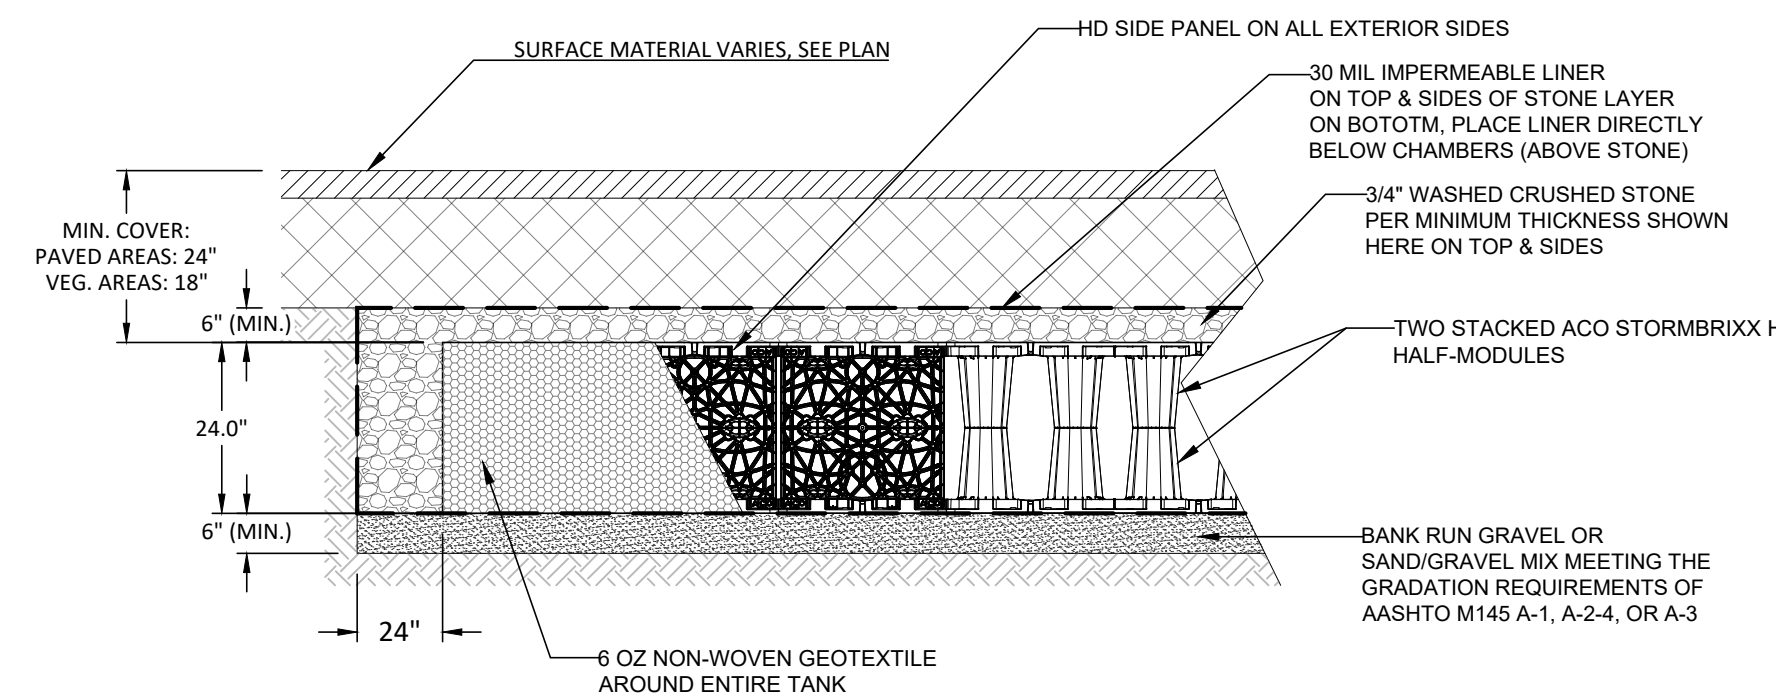 HD SIDE PANEL ON ALL EXTERIOR SIDES
SURFACE MATERIAL VARIES, SEE PLAN
30 MIL IMPERMEABLE LINER
ON TOP & SIDES OF STONE LAYER
ON BOTOTM, PLACE LINER DIRECTLY
BELOW CHAMBERS (ABOVE STONE)
3/4" WASHED CRUSHED STONE
PER MINIMUM THICKNESS SHOWN
HERE ON TOP & SIDES
MIN. COVER:
PAVED AREAS: 24"
VEG. AREAS: 18"
6" (MIN.)
TWO STACKED ACO STORMBRIXX
HALF-MODULES
24.0"
6" (MIN.)
BANK RUN GRAVEL OR
SAND/GRAVEL MIX MEETING THE
GRADATION REQUIREMENTS OF
AASHTO M145 A-1, A-2-4, OR A-3
24"
6 OZ NON-WOVEN GEOTEXTILE
AROUND ENTIRE TANK